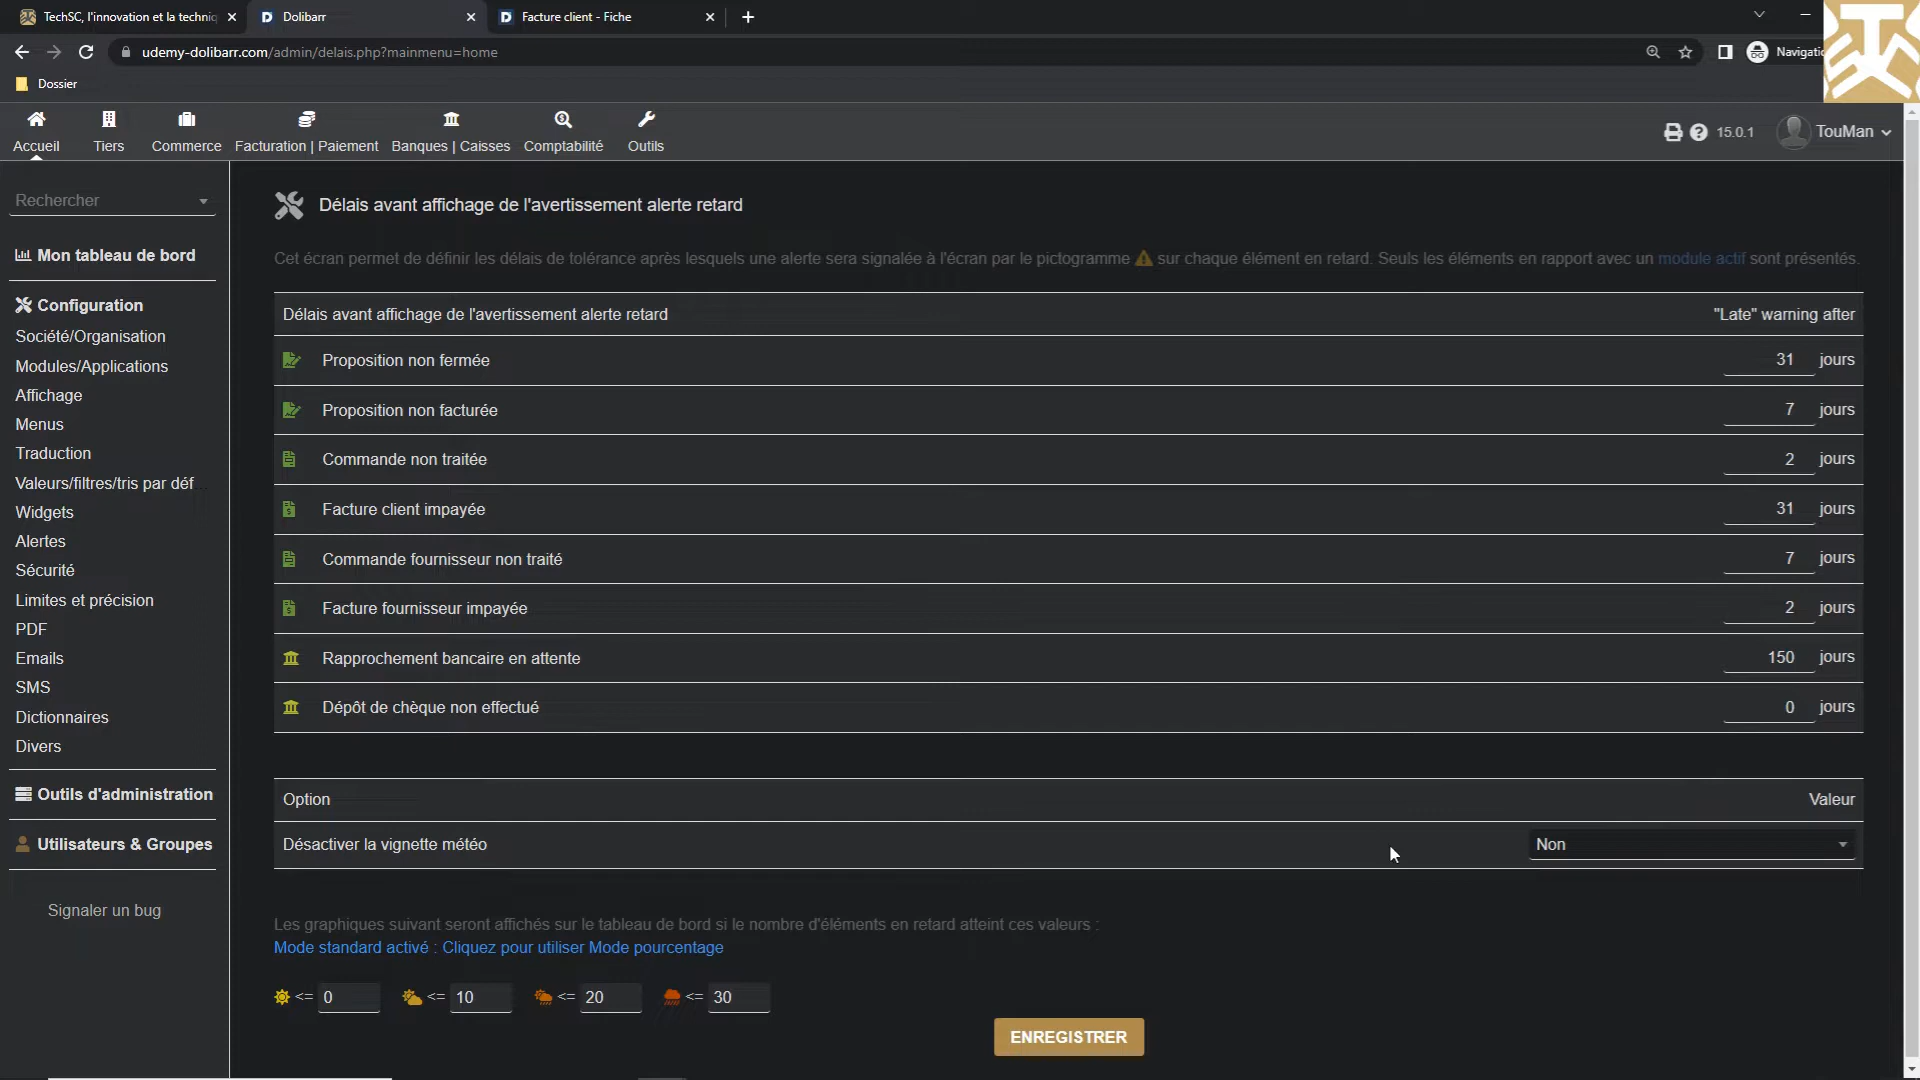 TechSC, l'innovation et la techniq
Dolibarr
Facture client - Fiche
udemy-dolibarr.com/admin/delais.php?mainmenu=home
Dossier
Accueil
Tiers
Commerce
Facturation | Paiement
Banques | Caisses
Comptabilité
Outils
15.0.1
TouMan
Rechercher
Mon tableau de bord
Configuration
Société/Organisation
Modules/Applications
Affichage
Menus
Traduction
Valeurs/filtres/tris par déf...
Widgets
Alertes
Sécurité
Limites et précision
PDF
Emails
SMS
Dictionnaires
Divers
Outils d'administration
Utilisateurs & Groupes
Signaler un bug
Délais avant affichage de l'avertissement alerte retard
Cet écran permet de définir les délais de tolérance après lesquels une alerte sera signalée à l'écran par le pictogramme sur chaque élément en retard. Seuls les éléments en rapport avec un module actif sont présentés.
Délais avant affichage de l'avertissement alerte retard "Late" warning after
Proposition non fermée 31 jours
Proposition non facturée 7 jours
Commande non traitée 2 jours
Facture client impayée 31 jours
Commande fournisseur non traité 7 jours
Facture fournisseur impayée 2 jours
Rapprochement bancaire en attente 150 jours
Dépôt de chèque non effectué 0 jours
Option Valeur
Désactiver la vignette météo Non
Les graphiques suivant seront affichés sur le tableau de bord si le nombre d'éléments en retard atteint ces valeurs :
Mode standard activé : Cliquez pour utiliser Mode pourcentage
<= 0 <= 10 <= 20 <= 30
ENREGISTRER